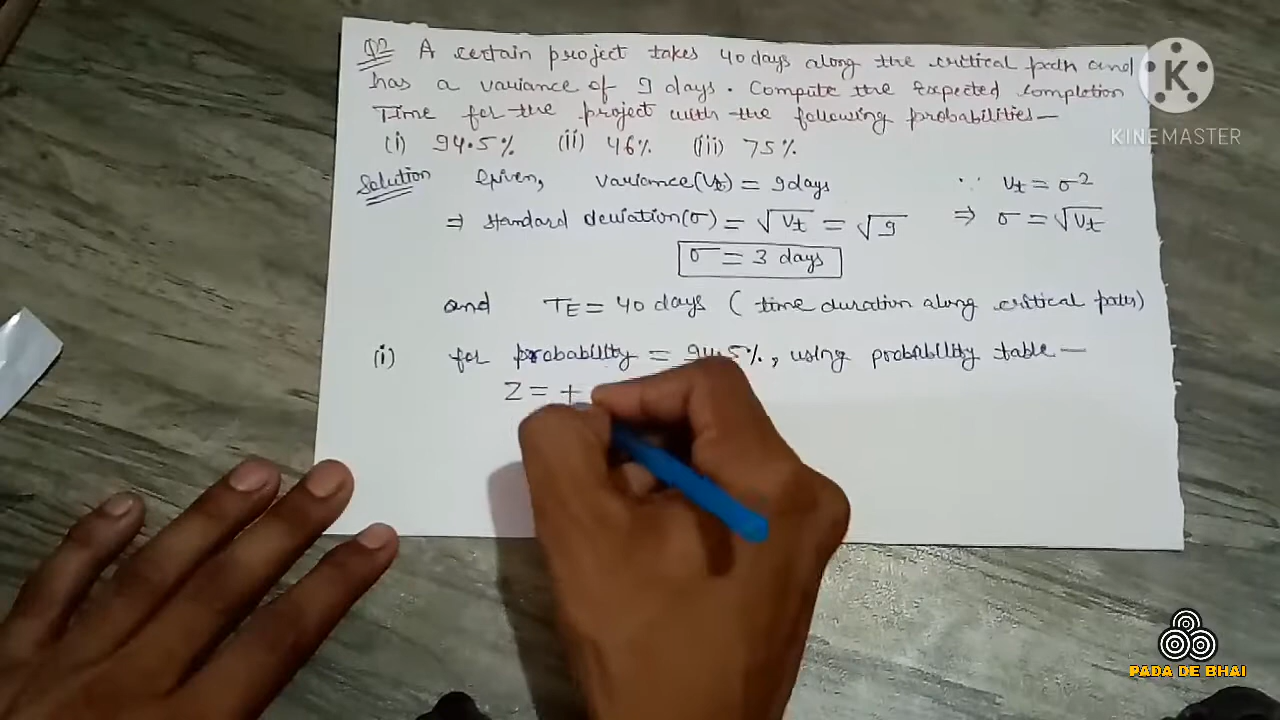 Q2 A certain project takes 40 days along the critical path and
has a variance of 9 days. Compute the Expected Completion
Time for the project with the following probabilities—
(i) 94.5% (ii) 46% (iii) 75%
Solution Given, Variance(Vt) = 9 days ∵ Vt = σ²
⇒ Standard deviation(σ) = √Vt = √9 ⇒ σ = √Vt
σ = 3 days
and TE = 40 days (time duration along critical path)
(i) for probability = 94.5%, using probability table —
Z = +
K
KINEMASTER
PADA DE BHAI